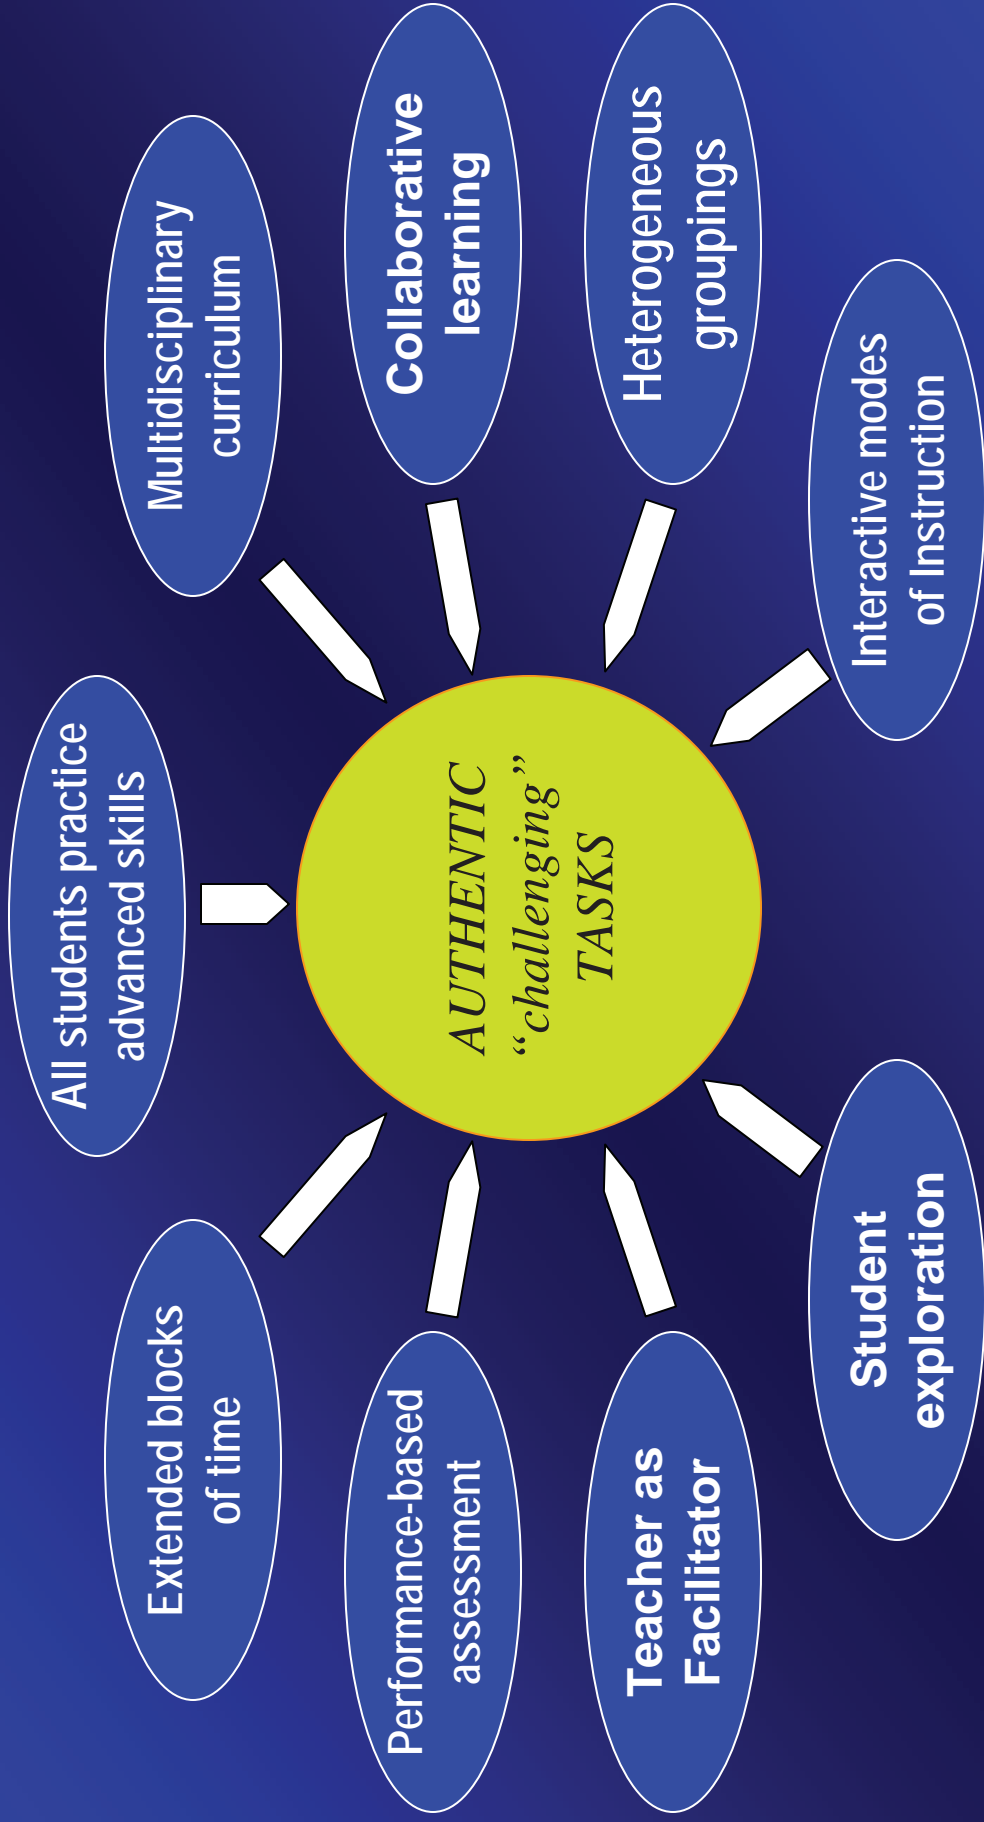 All students practice
advanced skills
Extended blocks
of time
Multidisciplinary
curriculum
Performance-based
assessment
Collaborative
learning
AUTHENTIC
“challenging”
TASKS
Teacher as
Facilitator
Heterogeneous
groupings
Student
exploration
Interactive modes
of Instruction